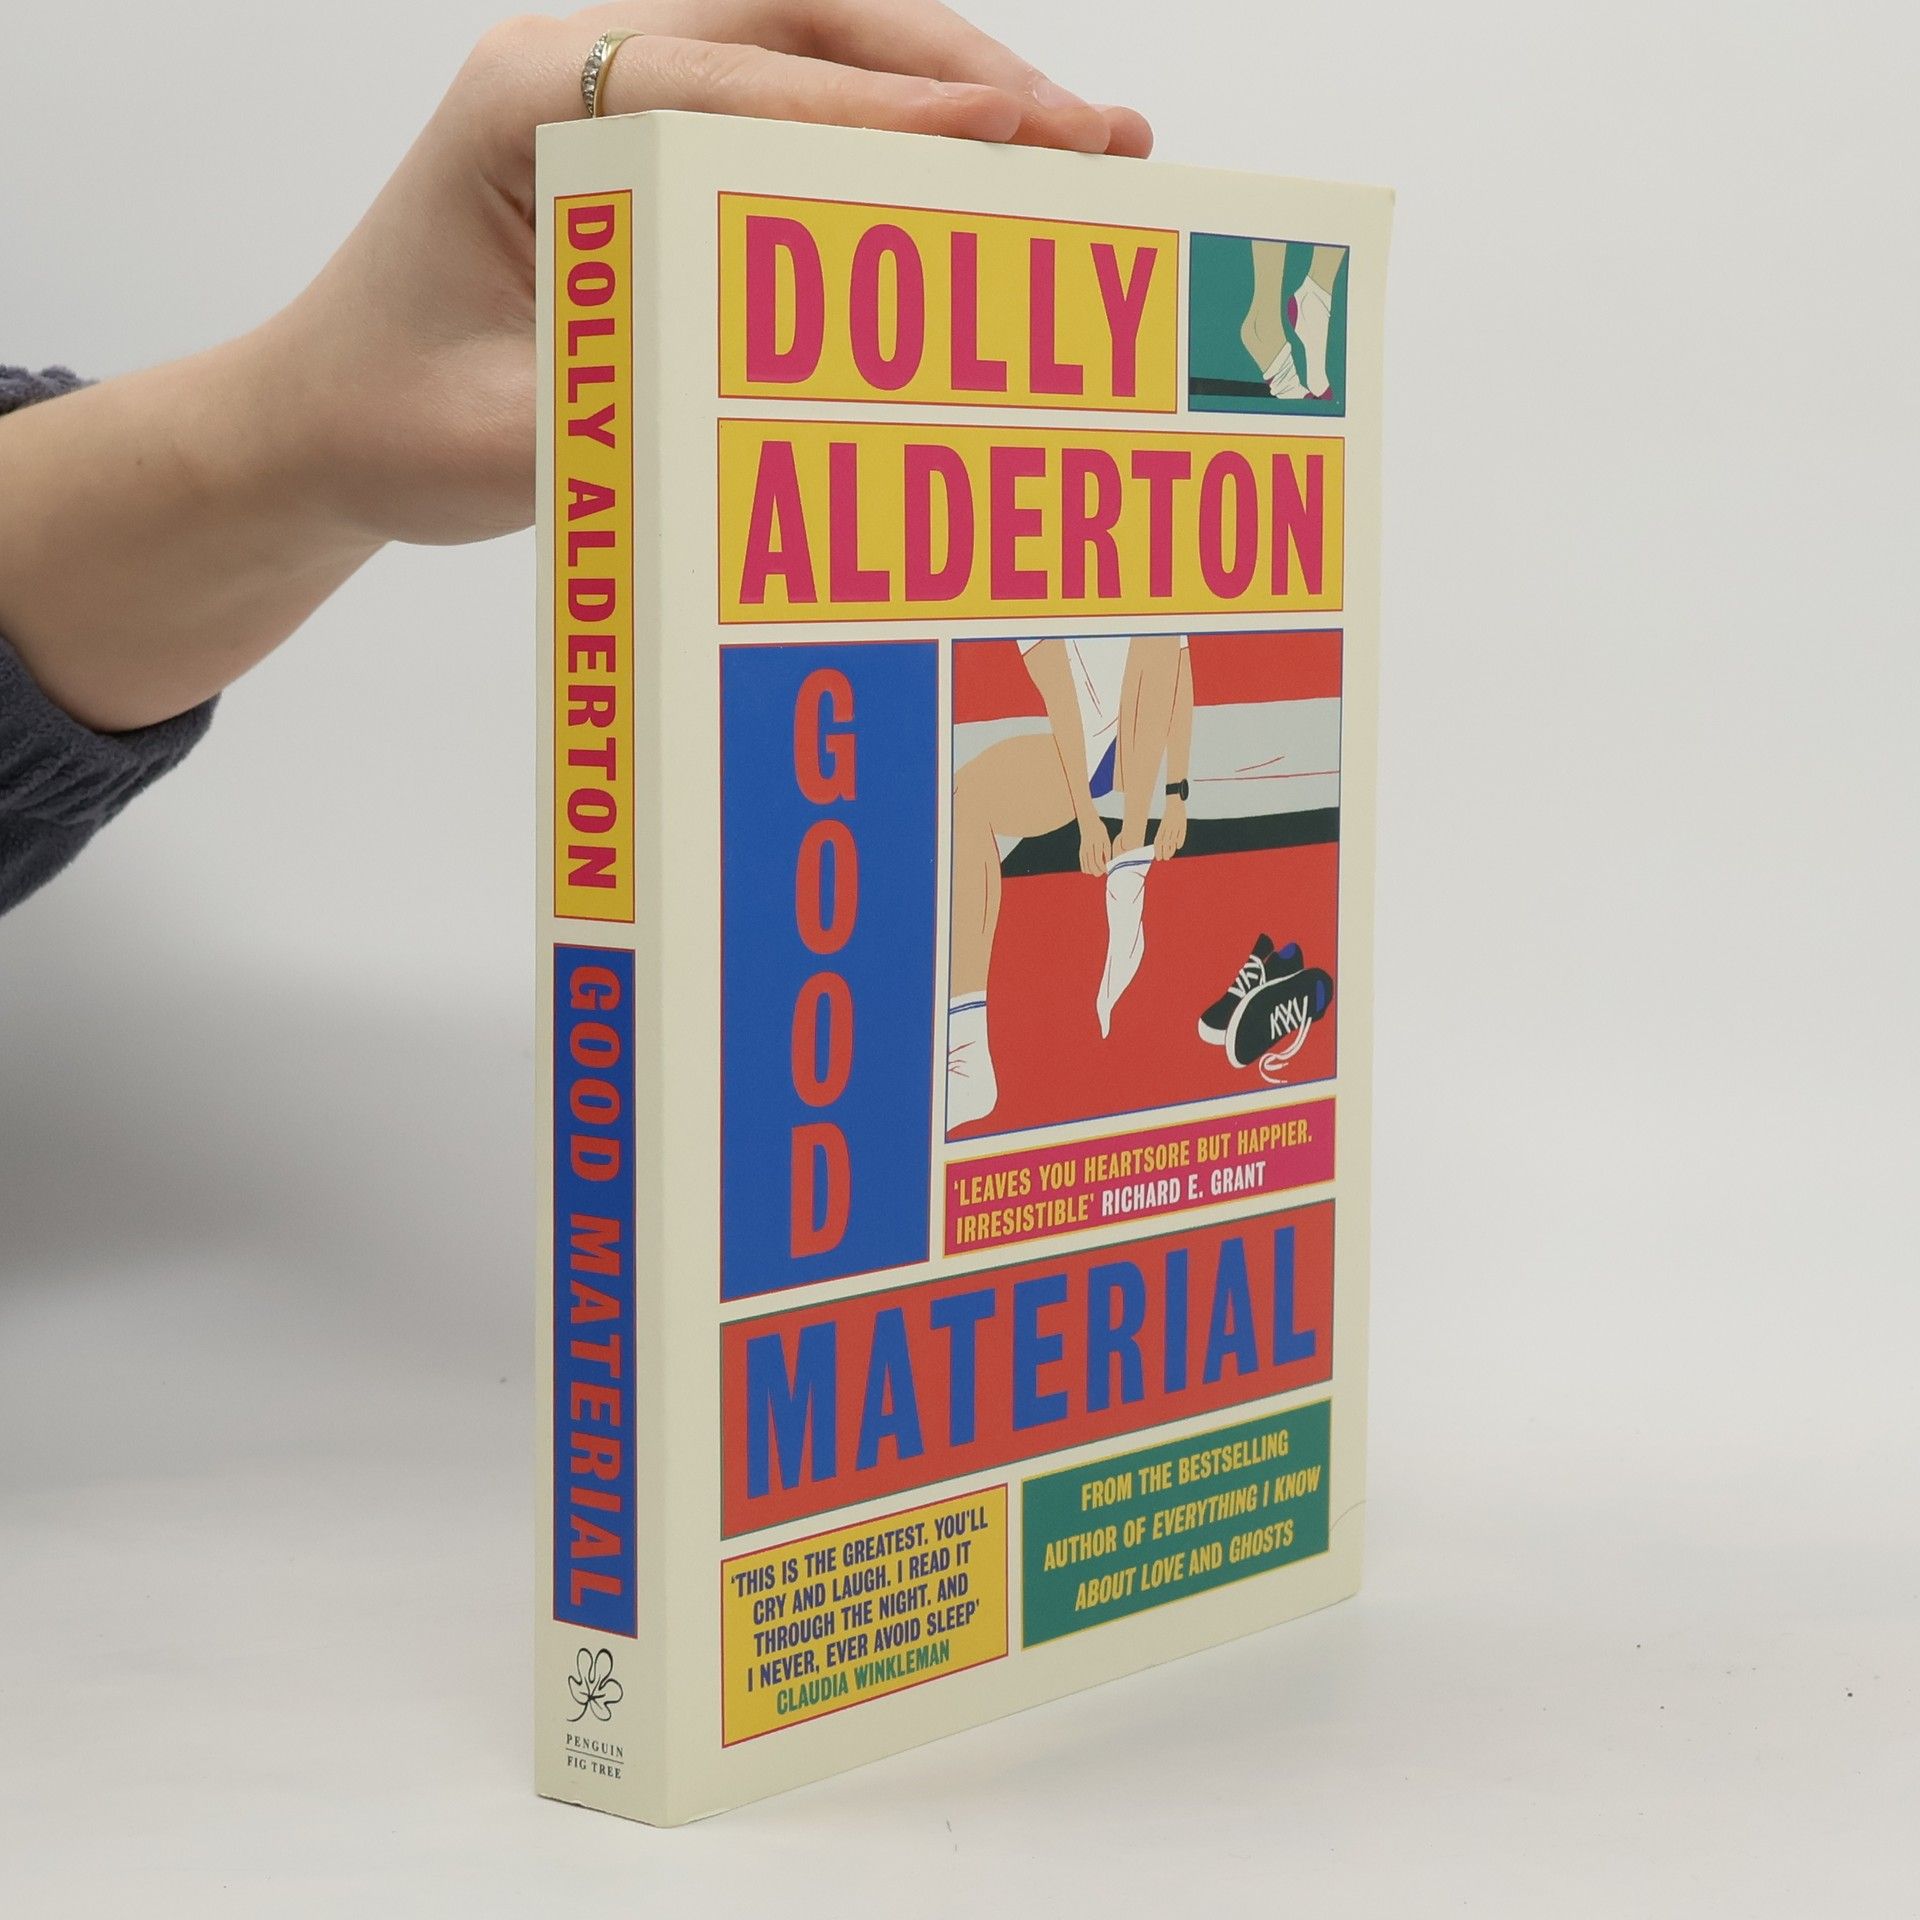 DOLLY ALDERTON
GOOD MATERIAL
PENGUIN
FIG TREE
DOLLY
ALDERTON
GOOD
'LEAVES YOU HEARTSORE BUT HAPPIER.
IRRESISTIBLE' RICHARD E. GRANT
MATERIAL
'THIS IS THE GREATEST. YOU'LL
CRY AND LAUGH. I READ IT
THROUGH THE NIGHT. AND
I NEVER, EVER AVOID SLEEP'
CLAUDIA WINKLEMAN
FROM THE BESTSELLING
AUTHOR OF EVERYTHING I KNOW
ABOUT LOVE AND GHOSTS